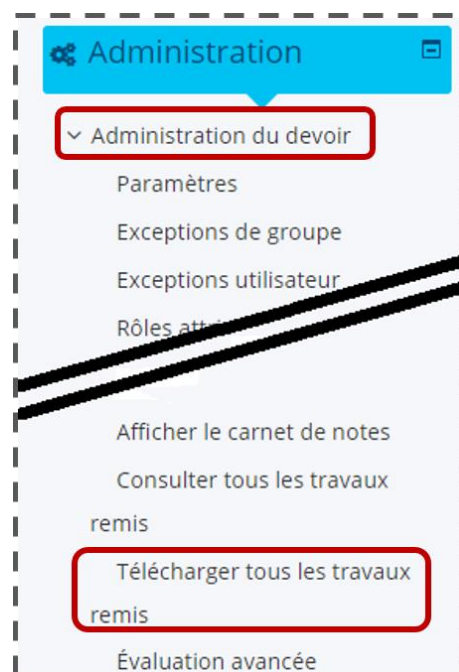 Administration
Administration du devoir
Paramètres
Exceptions de groupe
Exceptions utilisateur
Rôles
Afficher le carnet de notes
Consulter tous les travaux
remis
Télécharger tous les travaux
remis
Évaluation avancée